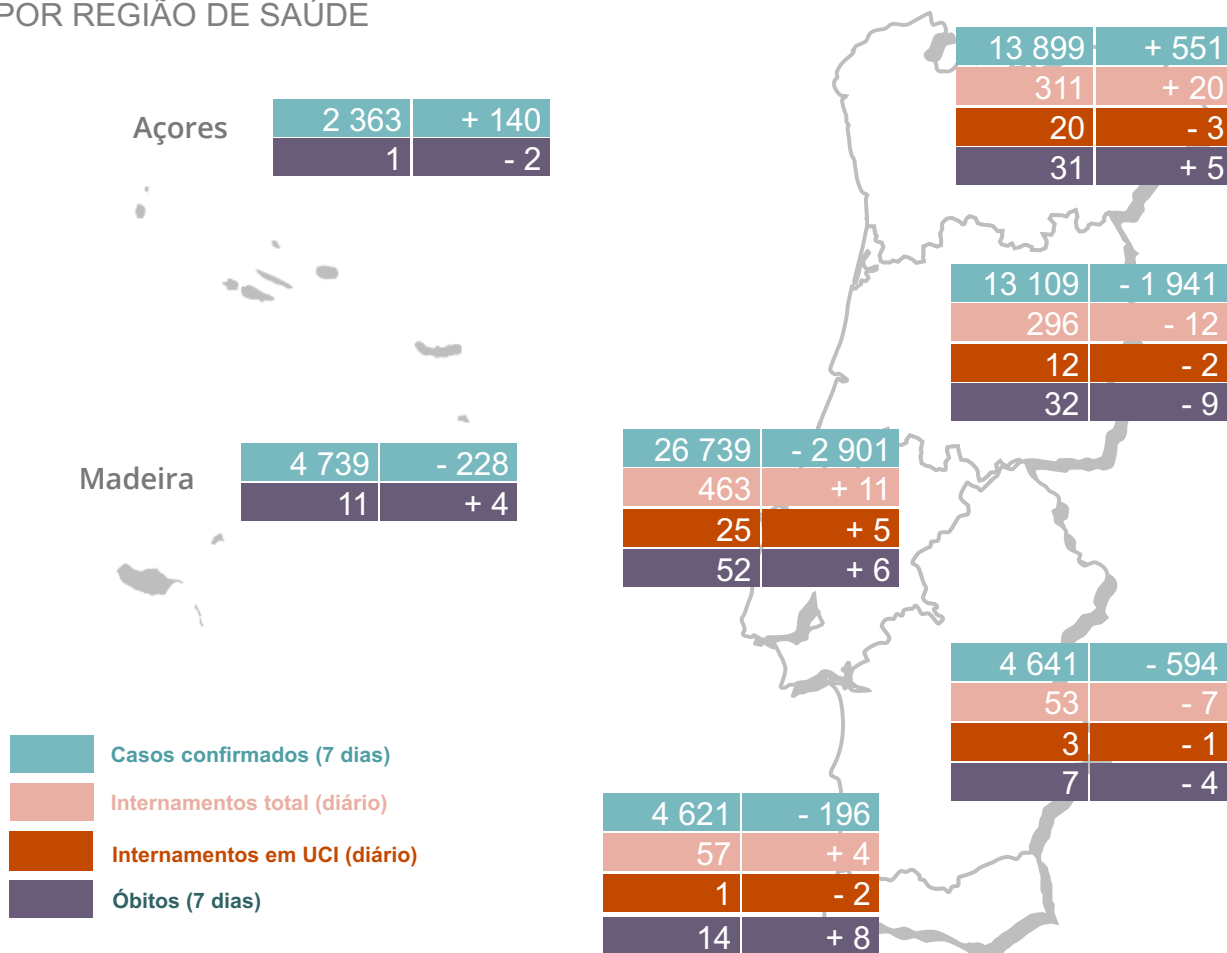 POR REGIÃO DE SAÚDE
13 899 + 551
311 + 20
20 - 3
31 + 5
Açores
2 363 + 140
1 - 2
13 109 - 1 941
296 - 12
12 - 2
32 - 9
Madeira
4 739 - 228
11 + 4
26 739 - 2 901
463 + 11
25 + 5
52 + 6
4 641 - 594
53 - 7
3 - 1
7 - 4
Casos confirmados (7 dias)
Internamentos total (diário)
Internamentos em UCI (diário)
Óbitos (7 dias)
4 621 - 196
57 + 4
1 - 2
14 + 8